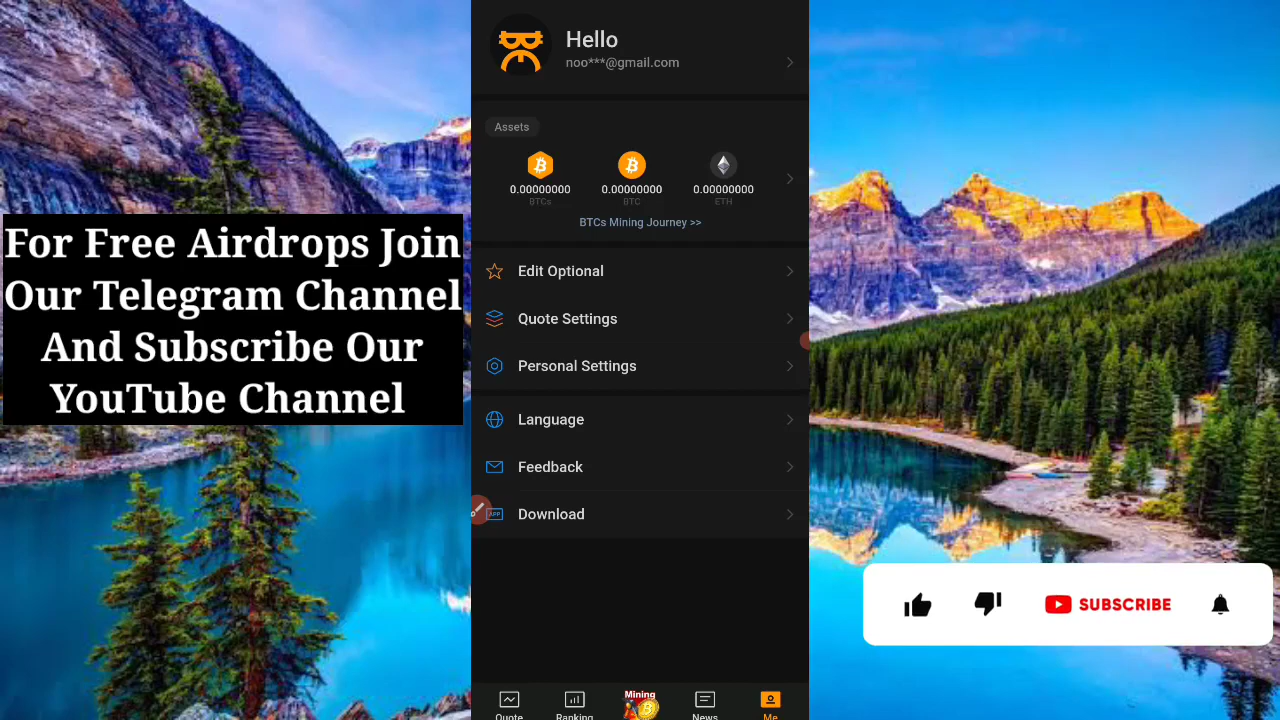 For Free Airdrops Join
Our Telegram Channel
And Subscribe Our
YouTube Channel
Hello
noo***@gmail.com
Assets
0.00000000 0.00000000 0.00000000
BTCs BTC ETH
BTCs Mining Journey >>
Edit Optional
Quote Settings
Personal Settings
Language
Feedback
APP Download
SUBSCRIBE
Mining
Quote Ranking News Me